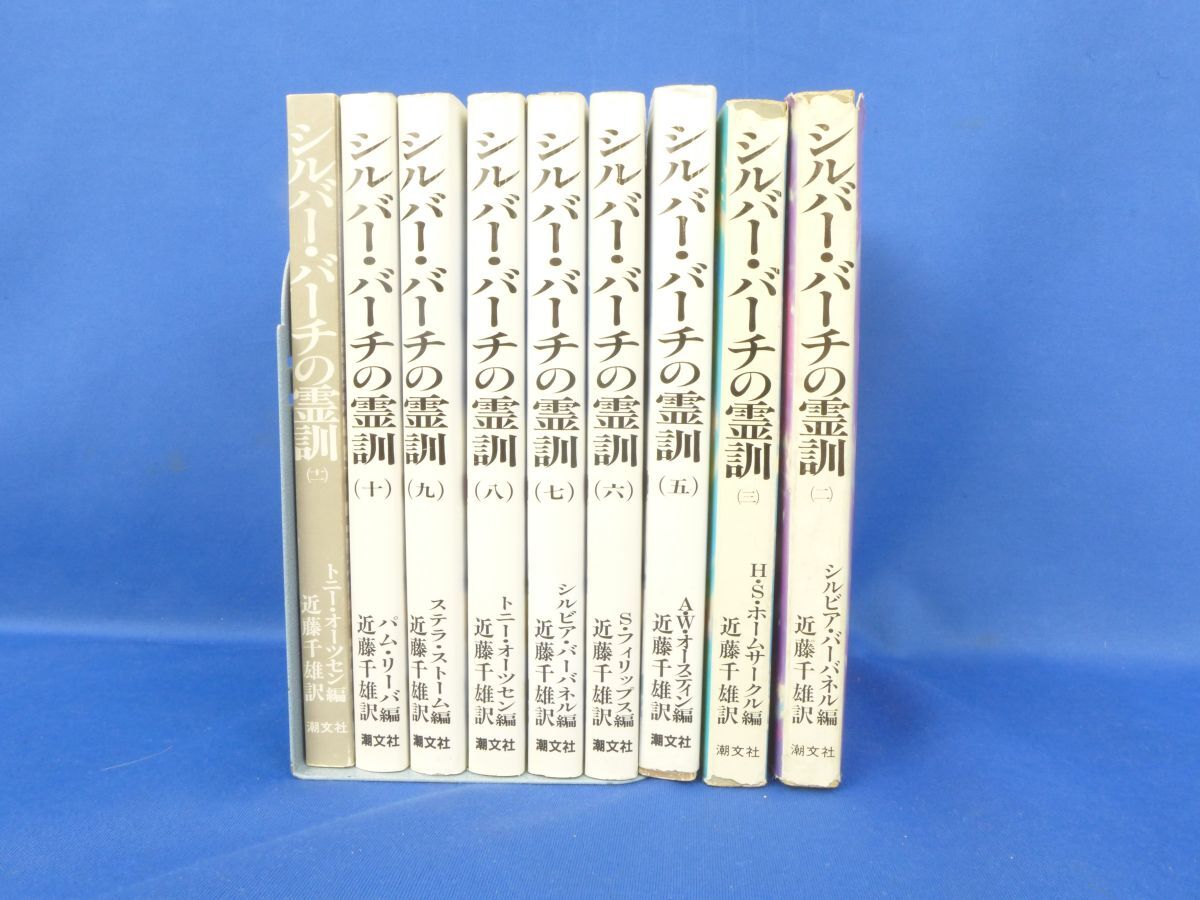 シルバー・バーチの霊訓
(十一)
トニー・オーツセン編
近藤千雄訳
潮文社
シルバー・バーチの霊訓
(十)
パム・リーバ編
近藤千雄訳
潮文社
シルバー・バーチの霊訓
(九)
ステラ・ストーム編
近藤千雄訳
潮文社
シルバー・バーチの霊訓
(八)
トニー・オーツセン編
近藤千雄訳
潮文社
シルバー・バーチの霊訓
(七)
シルビア・バーバネル編
近藤千雄訳
潮文社
シルバー・バーチの霊訓
(六)
S・フィリップス編
近藤千雄訳
潮文社
シルバー・バーチの霊訓
(五)
A・W・オースティン編
近藤千雄訳
潮文社
シルバー・バーチの霊訓
(三)
H・S・ホームサークル編
近藤千雄訳
潮文社
シルバー・バーチの霊訓
(二)
シルビア・バーバネル編
近藤千雄訳
潮文社